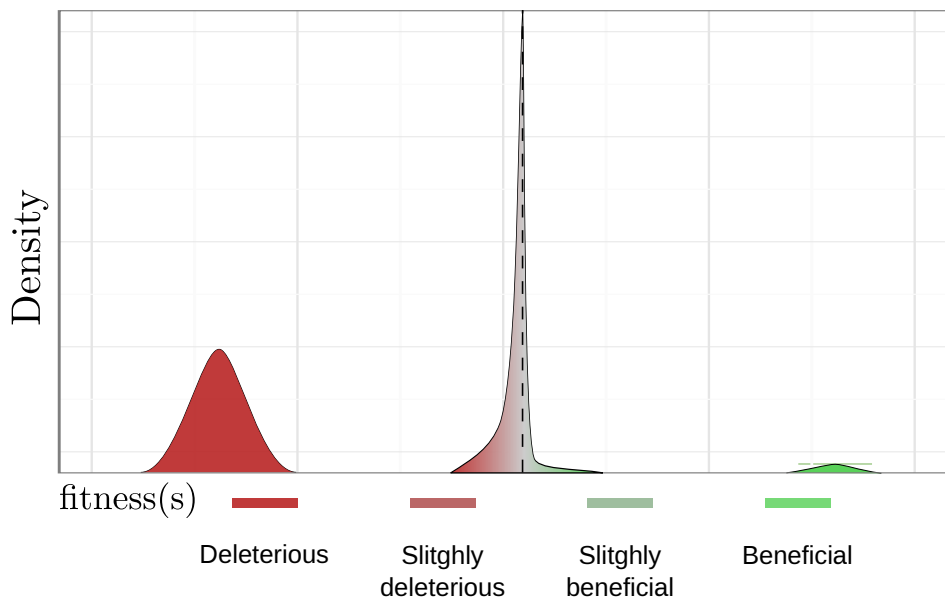 Density
fitness(s)
Deleterious
Slitghly
deleterious
Slitghly
beneficial
Beneficial